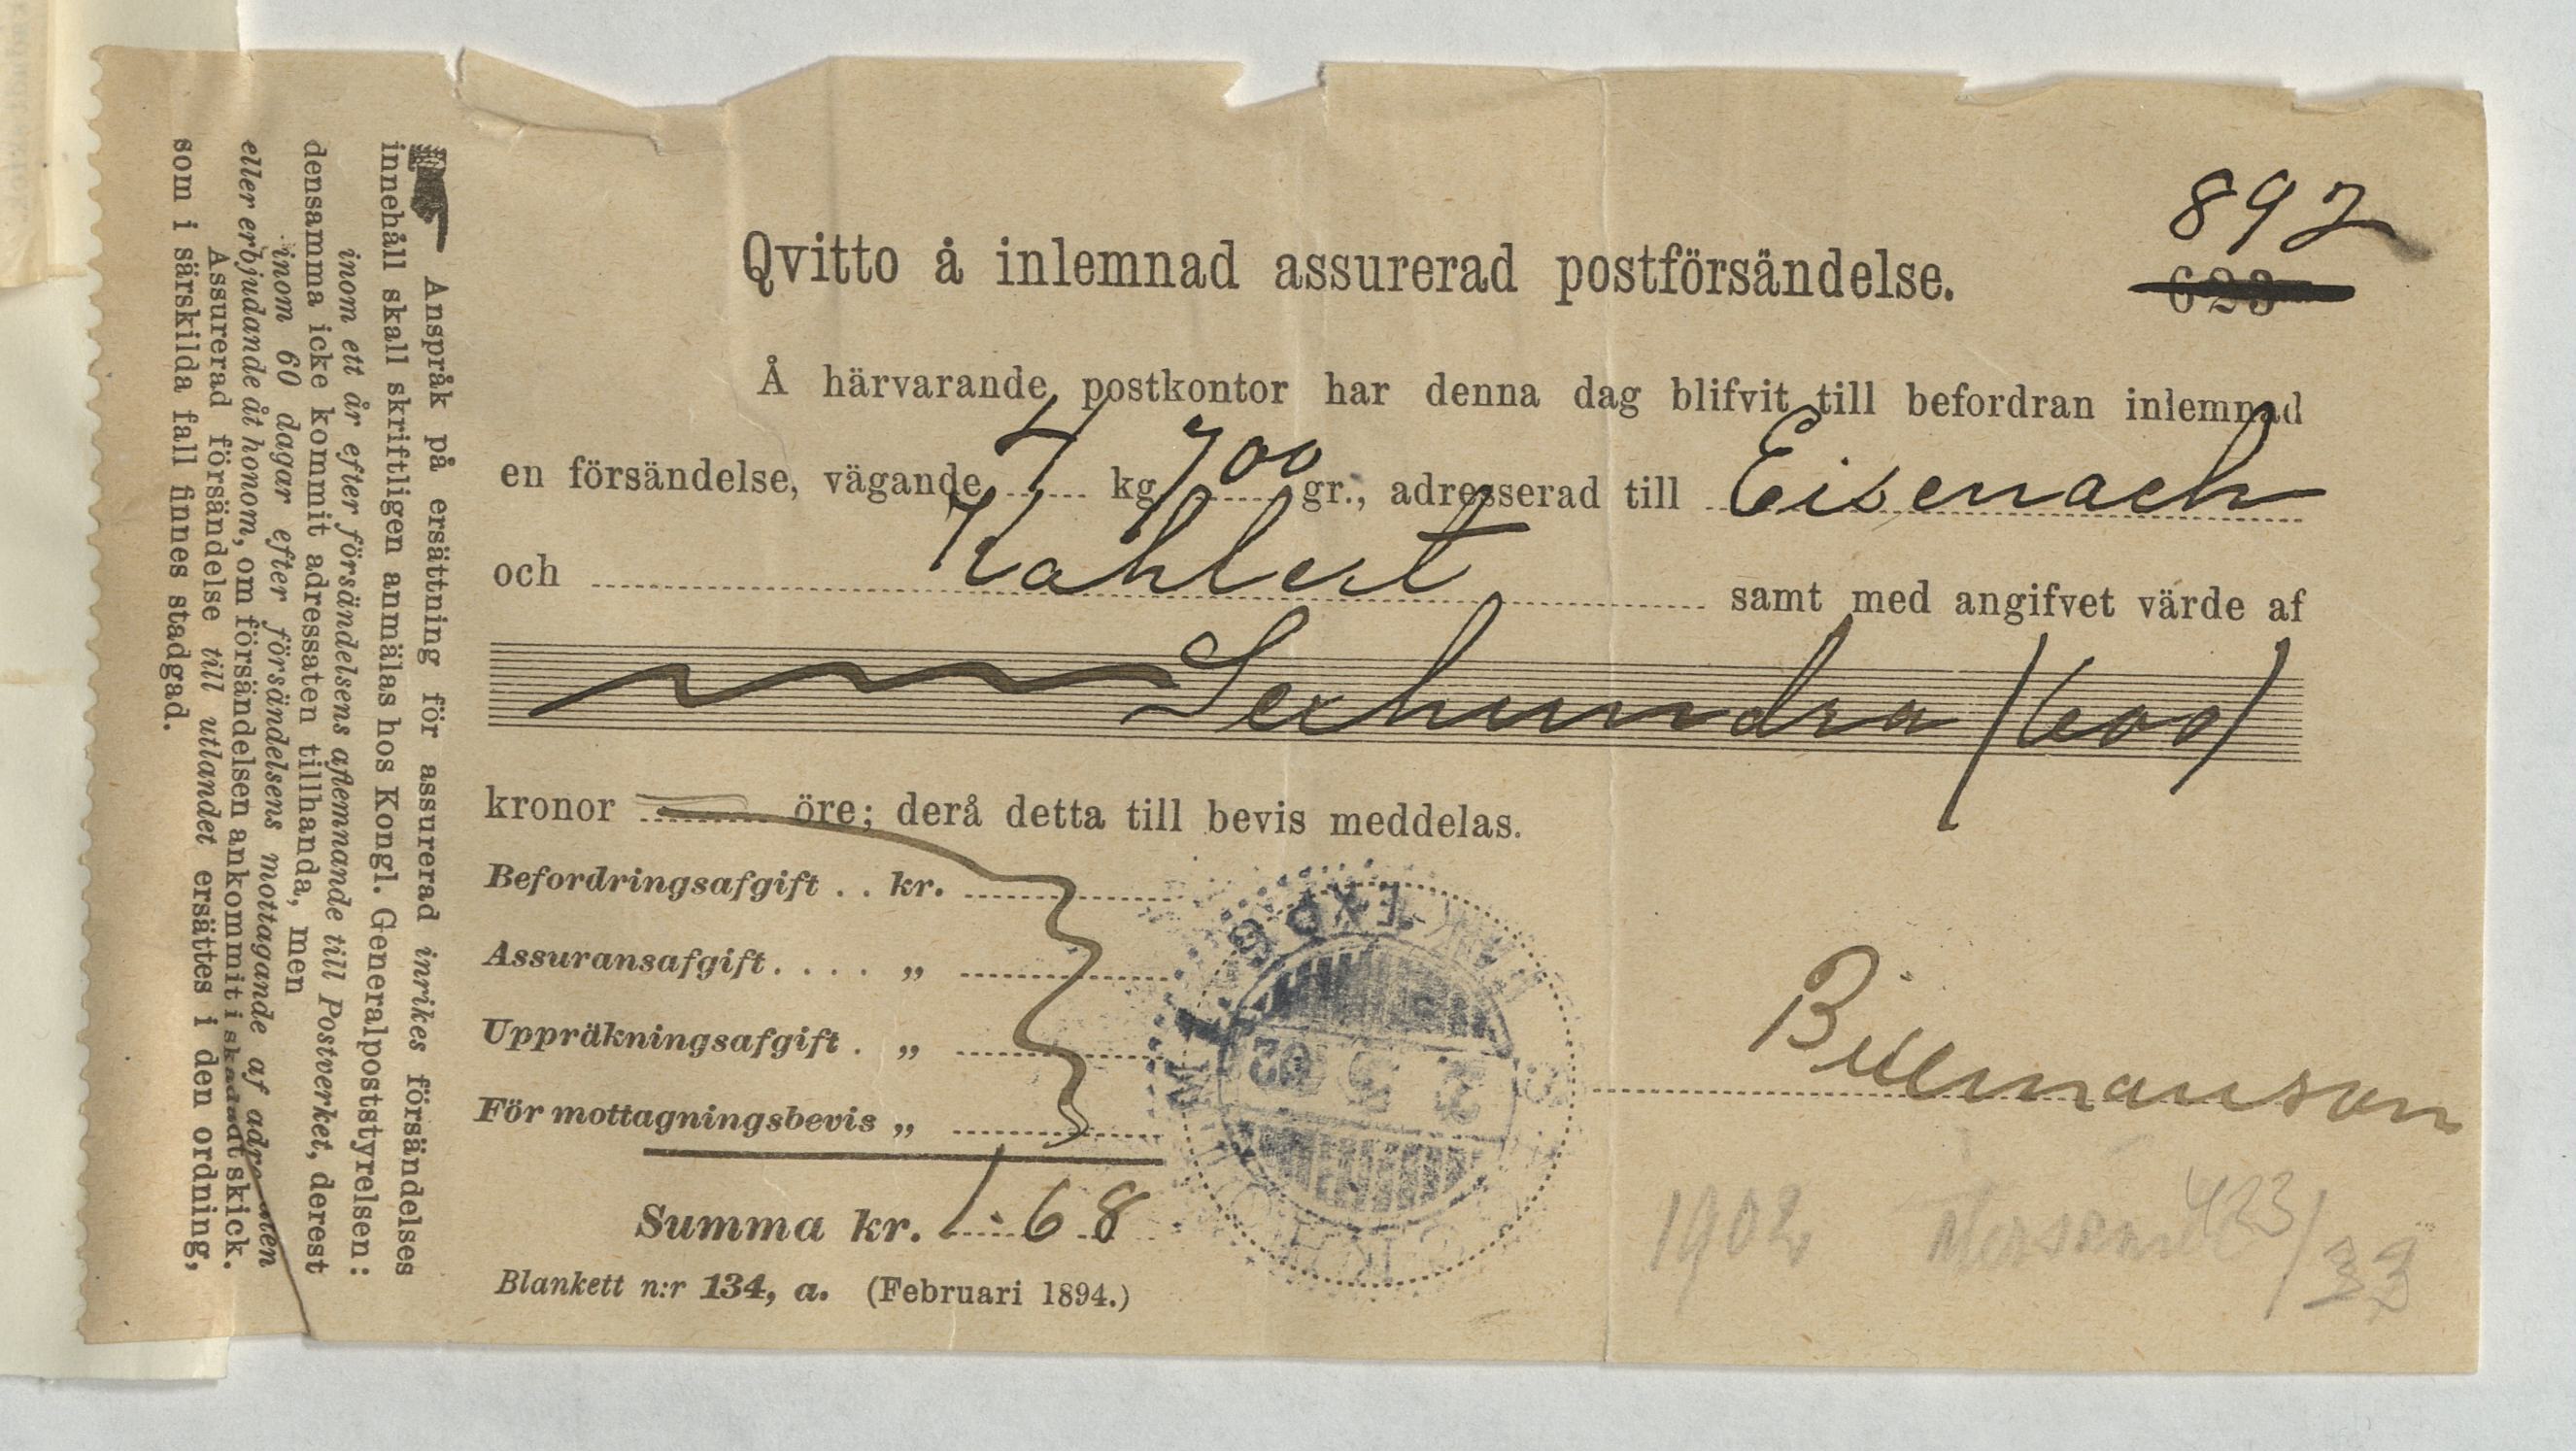 892
Qvitto å inlemnad assurerad postförsändelse.
623
Å härvarande postkontor har denna dag blifvit till befordran inlemnad
en försändelse, vägande 4 kg 700 gr., adresserad till Eisenach
och Kahlert samt med angifvet värde af
Sexhundra (600)
kronor öre; derå detta till bevis meddelas.
Befordringsafgift . . kr.
Assuransafgift . . . . „
Uppräkningsafgift . „
För mottagningsbevis „
Billmanson
Summa kr. 1.68
1902 423/33
Blankett n:r 134, a. (Februari 1894.)
Anspråk på ersättning för assurerad inrikes försändelses
innehåll skall skriftligen anmälas hos Kongl. Generalpoststyrelsen:
inom ett år efter försändelsens aflemnande till Postverket, derest
densamma icke kommit adressaten tillhanda, men
inom 60 dagar efter försändelsens mottagande af adressaten
eller erbjudande åt honom, om försändelsen ankommit i skadadt skick.
Assurerad försändelse till utlandet ersättes i den ordning,
som i särskilda fall finnes stadgad.